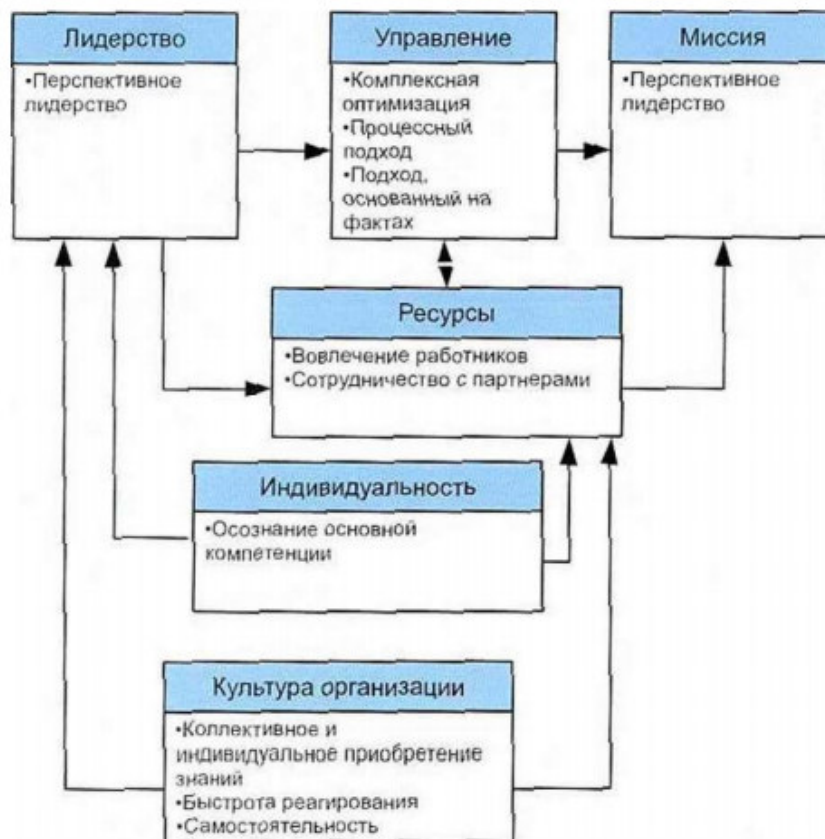 Лидерство
•Перспективное
лидерство
Управление
•Комплексная
оптимизация
•Процессный
подход
•Подход,
основанный на
фактах
Миссия
•Перспективное
лидерство
Ресурсы
•Вовлечение работников
•Сотрудничество с партнерами
Индивидуальность
•Осознание основной
компетенции
Культура организации
•Коллективное и
индивидуальное приобретение
знаний
•Быстрота реагирования
•Самостоятельность